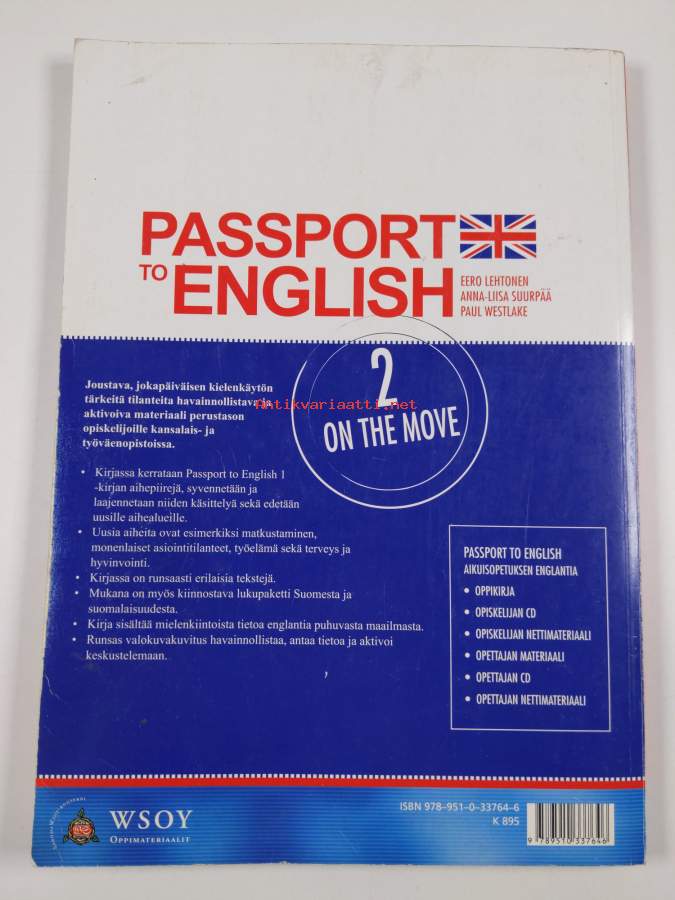 PASSPORT
TO ENGLISH
EERO LEHTONEN
ANNA-LIISA SUURPÄÄ
PAUL WESTLAKE
2
ON THE MOVE
Antikvariaatti.net
Joustava, jokapäiväisen kielenkäytön
tärkeitä tilanteita havainnollistava ja
aktivoiva materiaali perustason
opiskelijoille kansalais- ja
työväenopistoissa.
• Kirjassa kerrataan Passport to English 1
-kirjan aihepiirejä, syvennetään ja
laajennetaan niiden käsittelyä sekä edetään
uusille aihealueille.
• Uusia aiheita ovat esimerkiksi matkustaminen,
monenlaiset asiointitilanteet, työelämä sekä terveys ja
hyvinvointi.
• Kirjassa on runsaasti erilaisia tekstejä.
• Mukana on myös kiinnostava lukupaketti Suomesta ja
suomalaisuudesta.
• Kirja sisältää mielenkiintoista tietoa englantia puhuvasta maailmasta.
• Runsas valokuvakuvitus havainnollistaa, antaa tietoa ja aktivoi
keskustelemaan.
PASSPORT TO ENGLISH
AIKUISOPETUKSEN ENGLANTIA
• OPPIKIRJA
• OPISKELIJAN CD
• OPISKELIJAN NETTIMATERIAALI
• OPETTAJAN MATERIAALI
• OPETTAJAN CD
• OPETTAJAN NETTIMATERIAALI
WSOY
OPPIMATERIAALIT
ISBN 978-951-0-33764-6
K 895
9 789510 337646